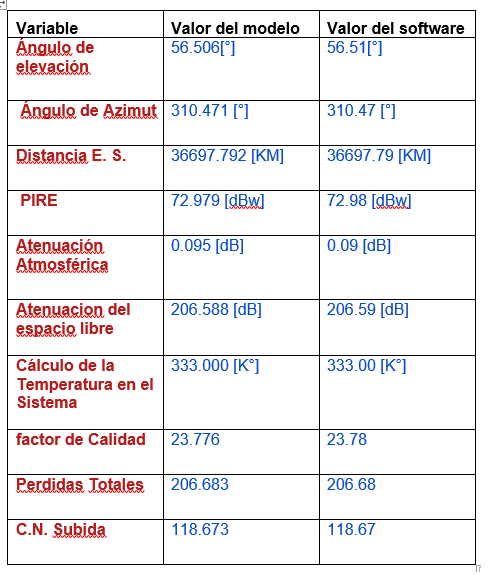 Variable Valor del modelo Valor del software
Ángulo de 56.506[°] 56.51[°]
elevación
Ángulo de Azimut 310.471 [°] 310.47 [°]
Distancia E. S. 36697.792 [KM] 36697.79 [KM]
PIRE 72.979 [dBw] 72.98 [dBw]
Atenuación 0.095 [dB] 0.09 [dB]
Atmosférica
Atenuacion del 206.588 [dB] 206.59 [dB]
espacio libre
Cálculo de la 333.000 [K°] 333.00 [K°]
Temperatura en el
Sistema
factor de Calidad 23.776 23.78
Perdidas Totales 206.683 206.68
C.N. Subida 118.673 118.67